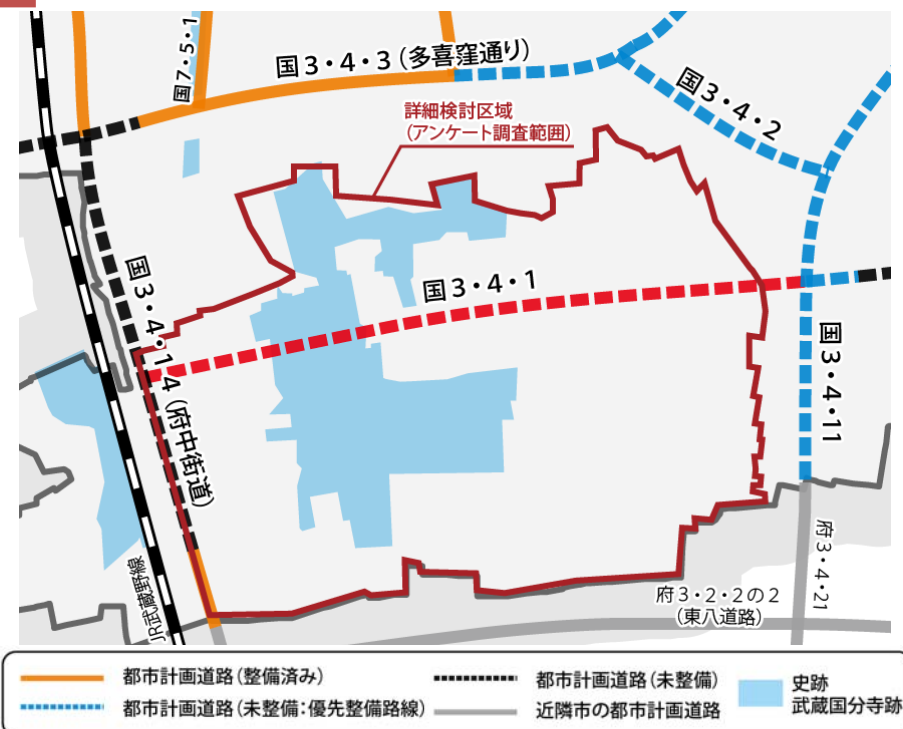 国7・5・1
国3・4・3(多喜窪通り)
国3・4・2
詳細検討区域
(アンケート調査範囲)
国3・4・1
国3・4・14(府中街道)
国3・4・11
JR武蔵野線
府3・4・21
府3・2・2の2
(東八道路)
都市計画道路(整備済み)
都市計画道路(未整備)
史跡
武蔵国分寺跡
都市計画道路(未整備:優先整備路線)
近隣市の都市計画道路